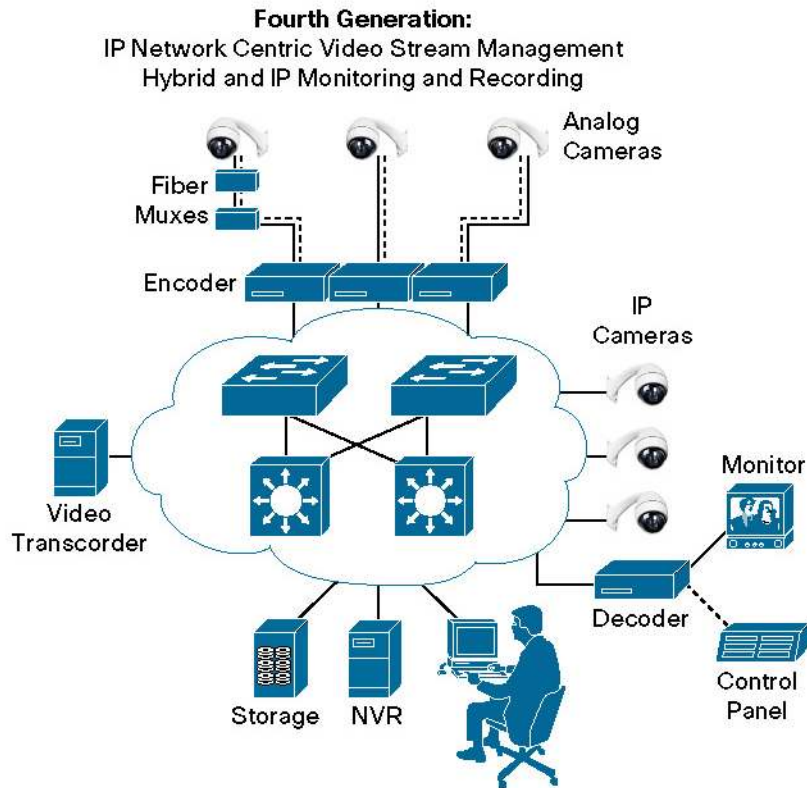 Fourth Generation:
IP Network Centric Video Stream Management
Hybrid and IP Monitoring and Recording
Analog
Cameras
Fiber
Muxes
Encoder
IP
Cameras
Monitor
Video
Transcorder
Decoder
Storage
NVR
Control
Panel